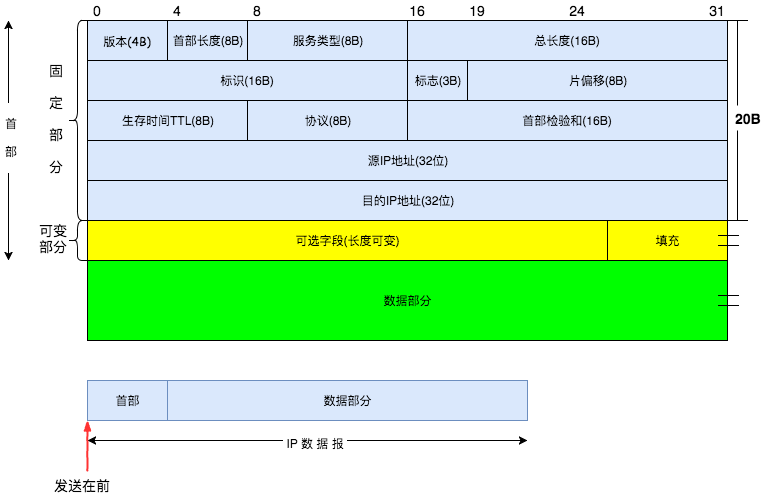 0 4 8 16 19 24 31
版本(4B) 首部长度(8B) 服务类型(8B) 总长度(16B)
标识(16B) 标志(3B) 片偏移(8B)
生存时间TTL(8B) 协议(8B) 首部检验和(16B)
源IP地址(32位)
目的IP地址(32位)
固定部分
首部
20B
可变
部分
可选字段(长度可变) 填充
数据部分
首部 数据部分
IP 数 据 报
发送在前